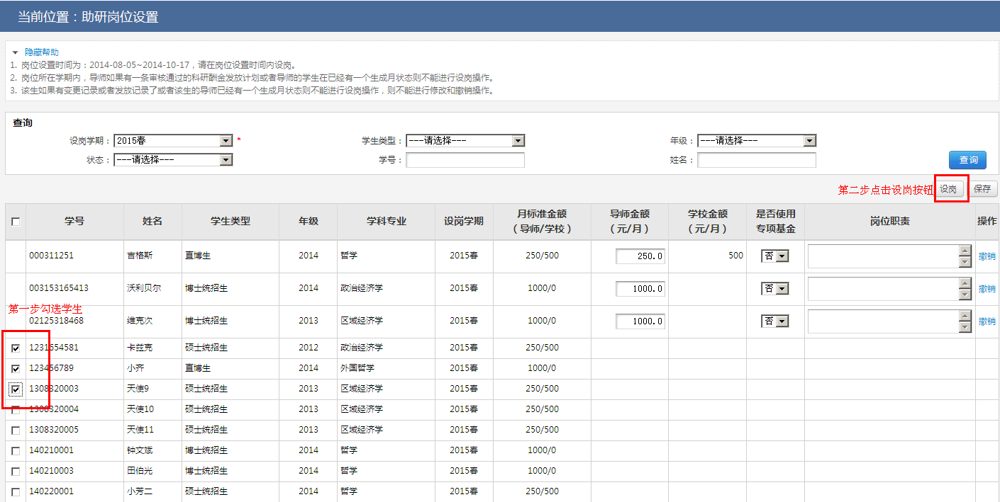 当前位置：助研岗位设置
隐藏帮助
1. 岗位设置时间为：2014-08-05~2014-10-17，请在岗位设置时间内设岗。
2. 岗位所在学期内，导师如果有一条审核通过的科研酬金发放计划或者导师的学生在已经有一个生成月状态则不能进行设岗操作。
3. 该生如果有变更记录或者发放记录了或者该生的导师已经有一个生成月状态则不能进行设岗操作，则不能进行修改和撤销操作。
查询
设岗学期： 2015春 * 学生类型： ---请选择--- 年级： ---请选择---
状态： ---请选择--- 学号： 姓名： 查询
第二步点击设岗按钮 设岗 保存
学号 姓名 学生类型 年级 学科专业 设岗学期 月标准金额（导师/学校） 导师金额（元/月） 学校金额（元/月） 是否使用专项基金 岗位职责 操作
000311251 吉格斯 直博生 2014 哲学 2015春 250/500 250.0 500 否 撤销
003153165413 沃利贝尔 博士统招生 2014 政治经济学 2015春 1000/0 1000.0 否 撤销
第一步勾选学生
02125318468 维克次 博士统招生 2013 区域经济学 2015春 1000/0 1000.0 否 撤销
1231654581 卡兹克 硕士统招生 2012 政治经济学 2015春 250/500
123456789 小齐 直博生 2014 外国哲学 2015春 1000/0
1308320003 天使9 硕士统招生 2013 区域经济学 2015春 250/500
1308320004 天使10 硕士统招生 2013 区域经济学 2015春 250/500
1308320005 天使11 硕士统招生 2013 区域经济学 2015春 250/500
140210001 钟文斌 博士统招生 2014 哲学 2015春 1000/0
140210003 田伯光 博士统招生 2014 哲学 2015春 1000/0
140220001 小芳二 硕士统招生 2014 哲学 2015春 250/500